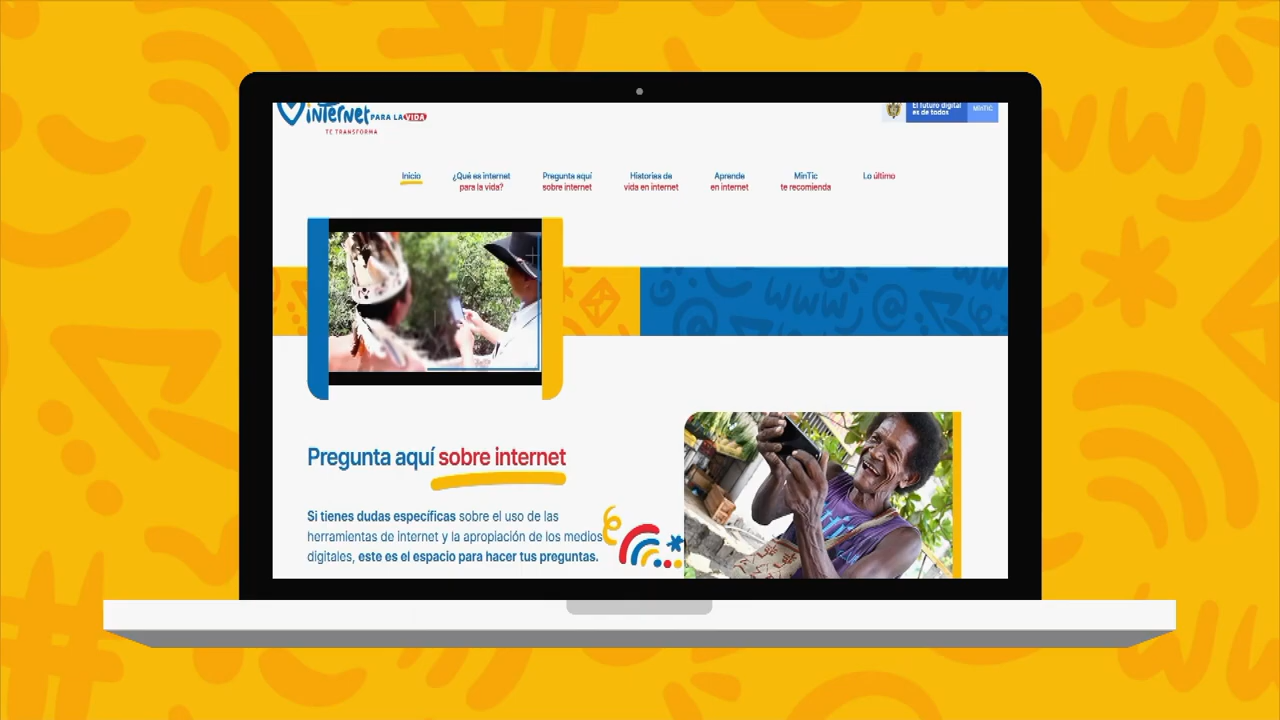 internet PARA LA VIDA
TE TRANSFORMA
El futuro digital
es de todos
MinTIC
Inicio
¿Qué es internet
para la vida?
Pregunta aquí
sobre internet
Historias de
vida en internet
Aprende
en internet
MinTic
te recomienda
Lo último
www
@
www
@
Pregunta aquí sobre internet
Si tienes dudas específicas sobre el uso de las
herramientas de internet y la apropiación de los medios
digitales, este es el espacio para hacer tus preguntas.